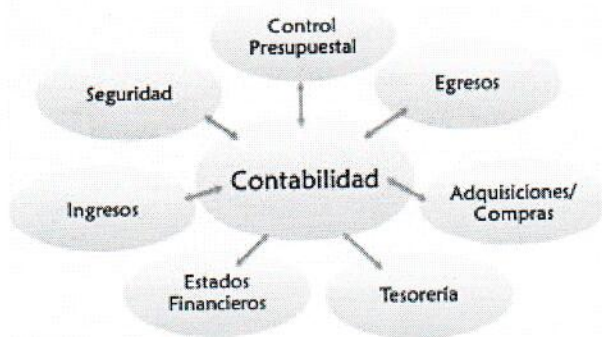 Control
Presupuestal
Seguridad
Egresos
Contabilidad
Ingresos
Adquisiciones/
Compras
Estados
Financieros
Tesorería